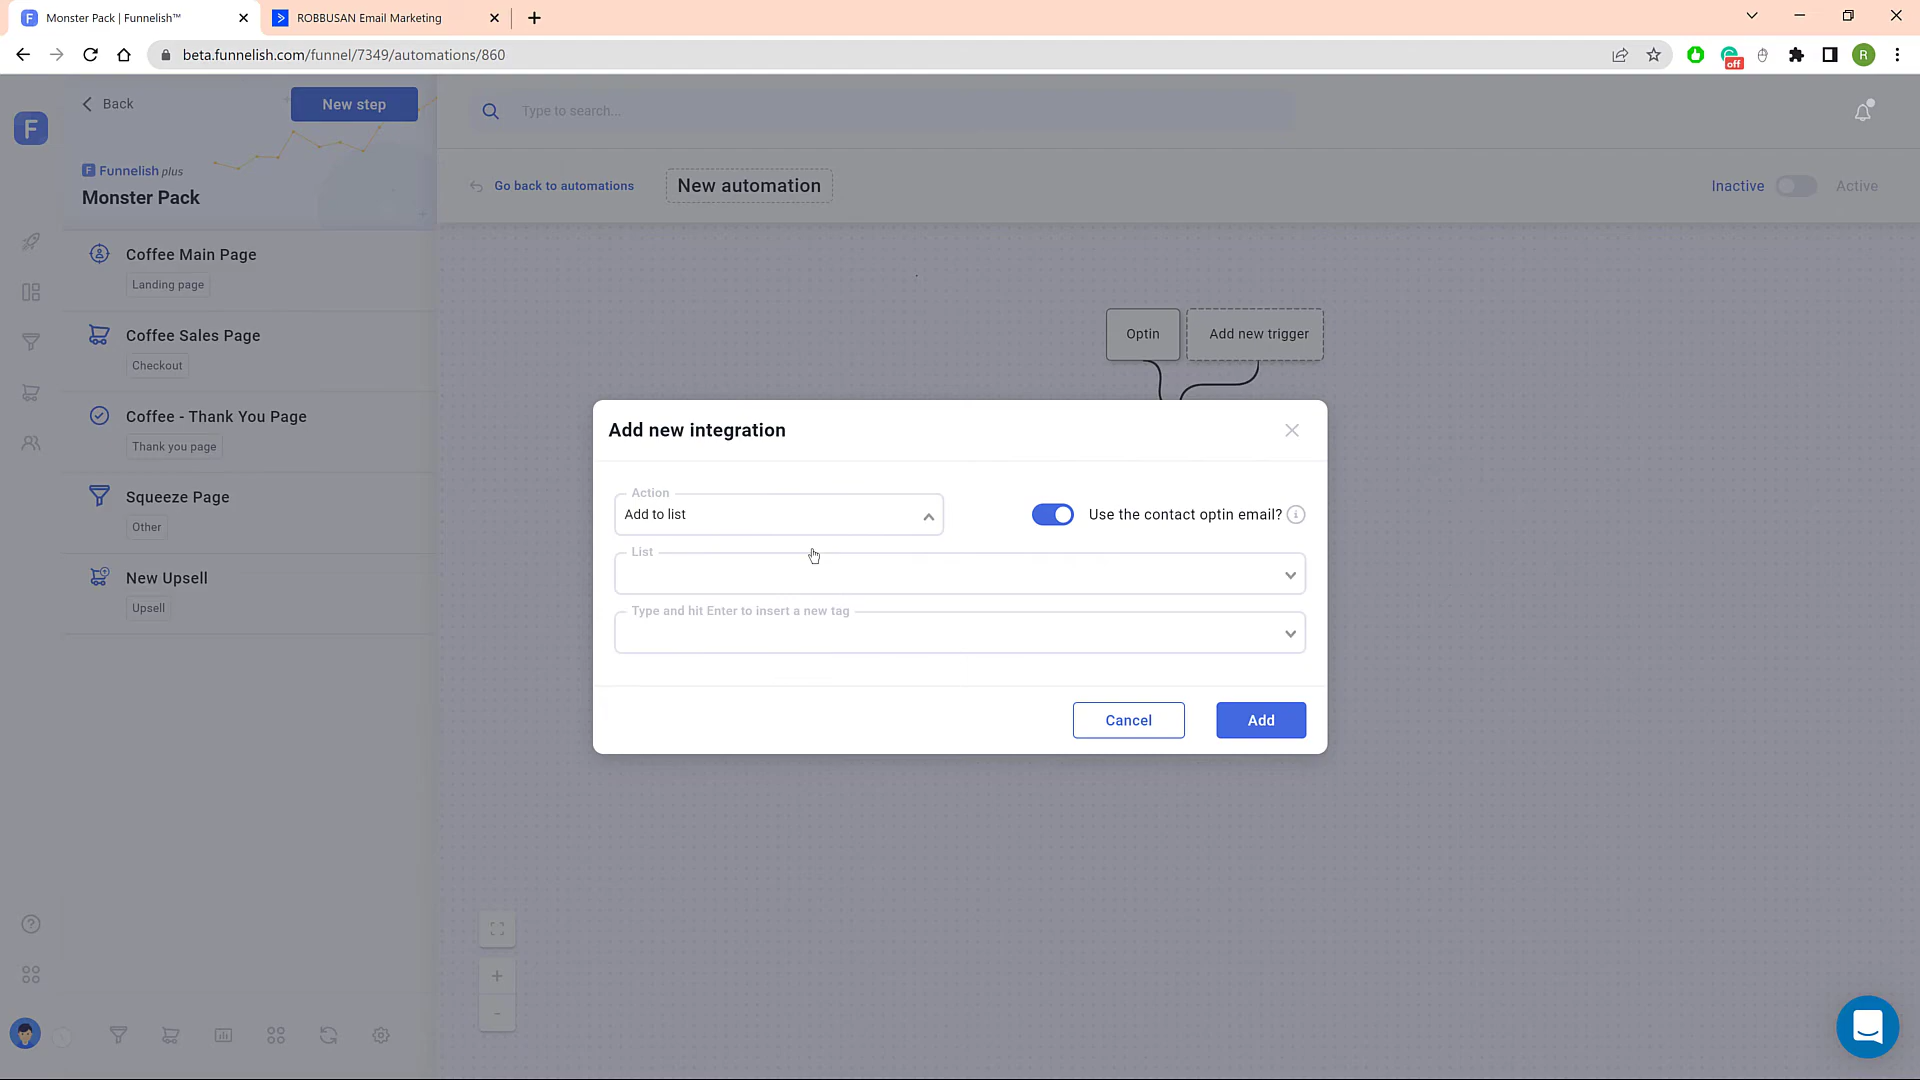 Monster Pack | Funnelish™
ROBBUSAN Email Marketing
beta.funnelish.com/funnel/7349/automations/860
off
R
Back
New step
Type to search...
F
F Funnelish plus
Monster Pack
Go back to automations
New automation
Inactive
Active
Coffee Main Page
Landing page
Coffee Sales Page
Checkout
Coffee - Thank You Page
Thank you page
Squeeze Page
Other
New Upsell
Upsell
Optin
Add new trigger
Add new integration
Action
Add to list
Use the contact optin email?
List
Type and hit Enter to insert a new tag
Cancel
Add